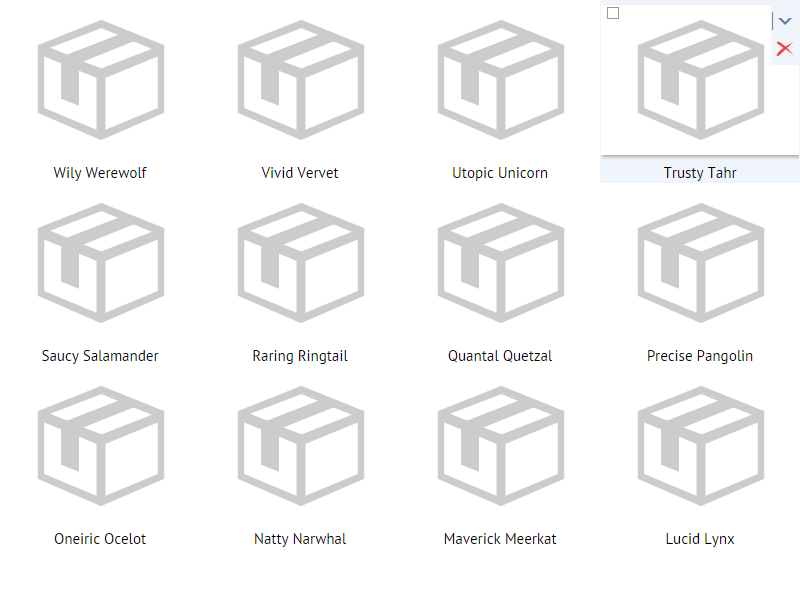 Wily Werewolf
Vivid Vervet
Utopic Unicorn
Trusty Tahr
Saucy Salamander
Raring Ringtail
Quantal Quetzal
Precise Pangolin
Oneiric Ocelot
Natty Narwhal
Maverick Meerkat
Lucid Lynx